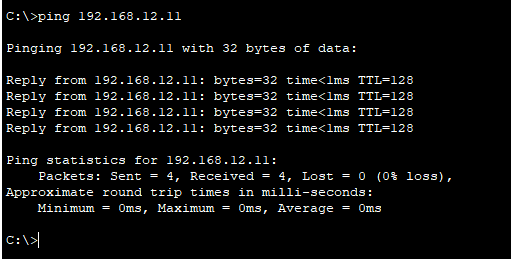 C:\>ping 192.168.12.11
Pinging 192.168.12.11 with 32 bytes of data:
Reply from 192.168.12.11: bytes=32 time<1ms TTL=128
Reply from 192.168.12.11: bytes=32 time<1ms TTL=128
Reply from 192.168.12.11: bytes=32 time<1ms TTL=128
Reply from 192.168.12.11: bytes=32 time<1ms TTL=128
Ping statistics for 192.168.12.11:
    Packets: Sent = 4, Received = 4, Lost = 0 (0% loss),
Approximate round trip times in milli-seconds:
    Minimum = 0ms, Maximum = 0ms, Average = 0ms
C:\>